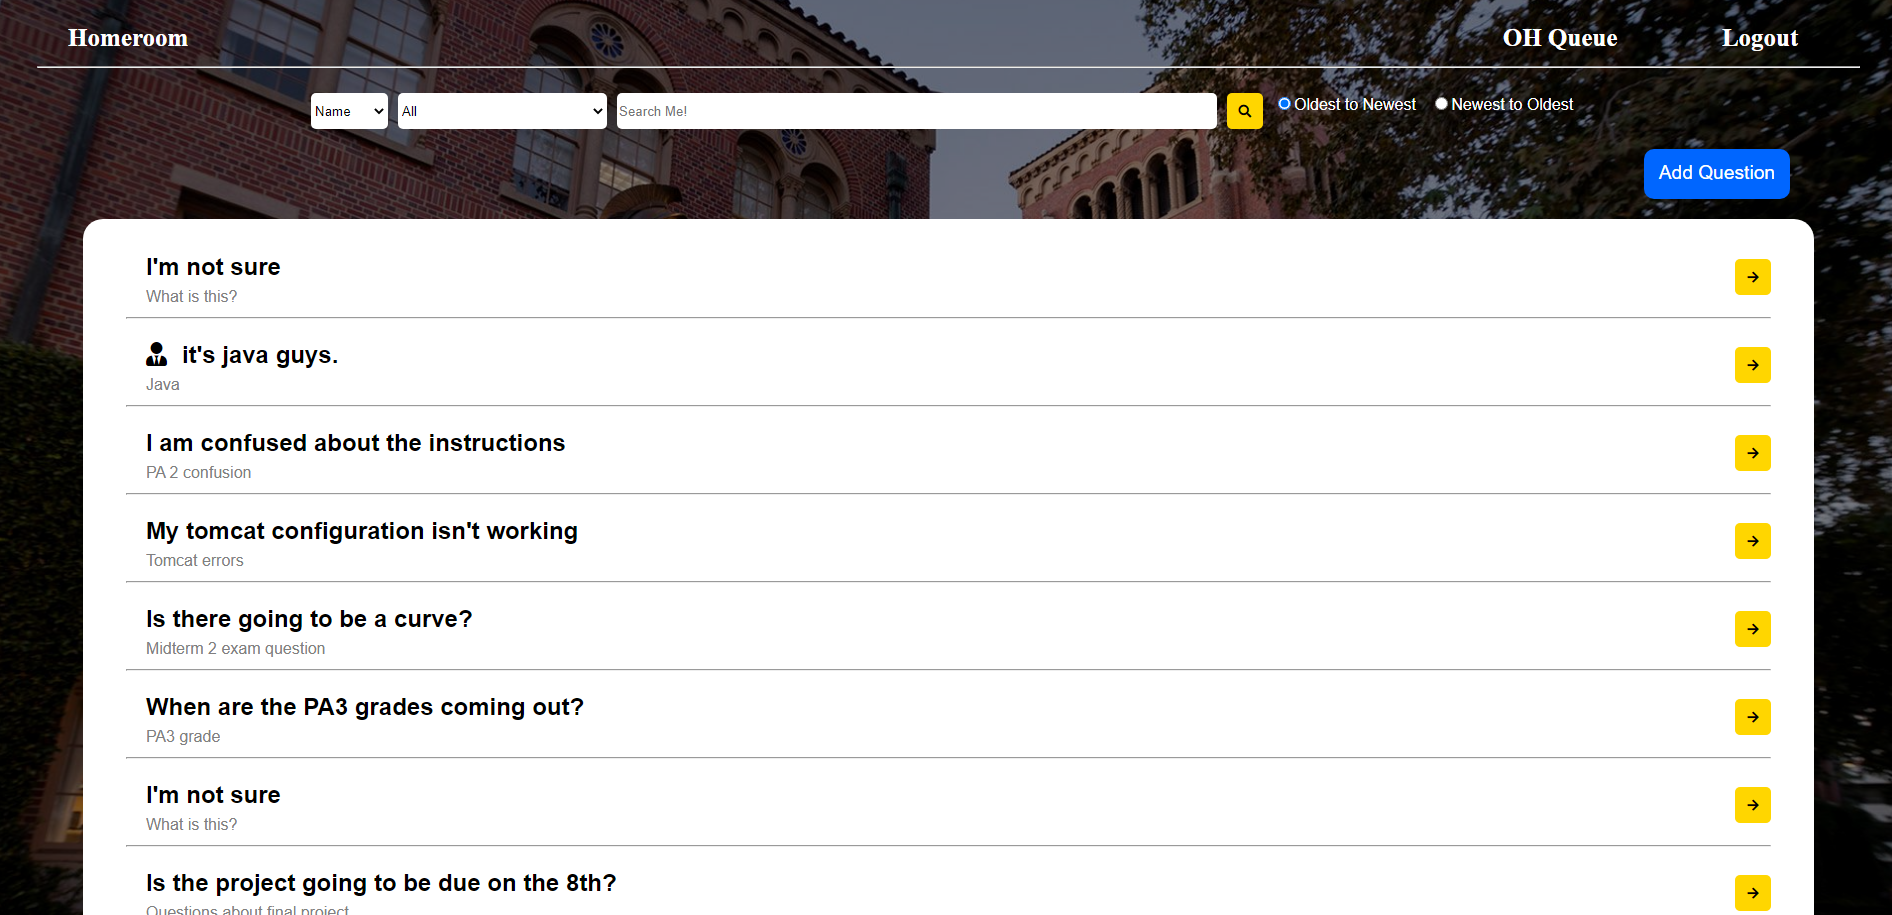 Homeroom
OH Queue
Logout
Name
All
Search Me!
Oldest to Newest
Newest to Oldest
Add Question
I'm not sure
What is this?
it's java guys.
Java
I am confused about the instructions
PA 2 confusion
My tomcat configuration isn't working
Tomcat errors
Is there going to be a curve?
Midterm 2 exam question
When are the PA3 grades coming out?
PA3 grade
I'm not sure
What is this?
Is the project going to be due on the 8th?
Questions about final project